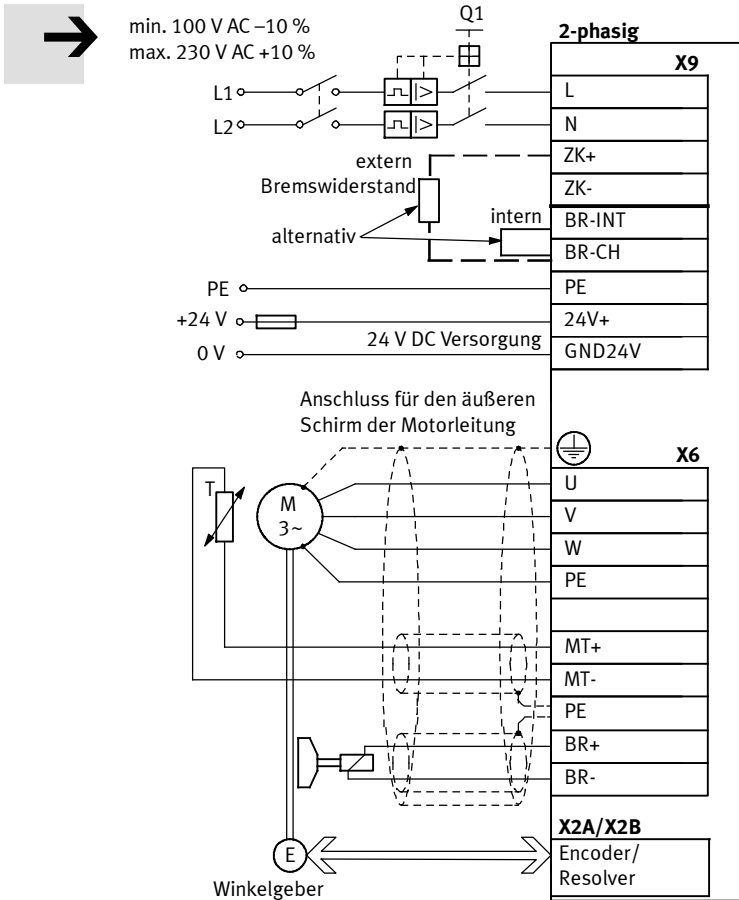 min. 100 V AC –10 %
max. 230 V AC +10 %
Q1
2-phasig
X9
L1
L
L2
N
extern
Bremswiderstand
ZK+
ZK-
alternativ
intern
BR-INT
BR-CH
PE
PE
+24 V
24V+
24 V DC Versorgung
0 V
GND24V
Anschluss für den äußeren
Schirm der Motorleitung
X6
T
M
3~
U
V
W
PE
MT+
MT-
PE
BR+
BR-
X2A/X2B
E
Encoder/
Resolver
Winkelgeber